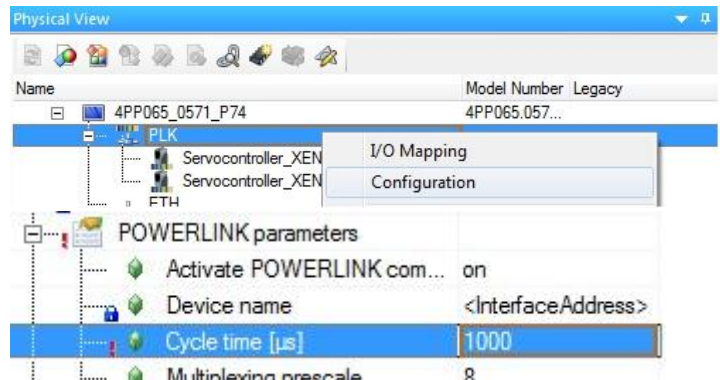 Physical View
Name Model Number Legacy
4PP065_0571_P74 4PP065.057...
PLK
I/O Mapping
Servocontroller_XEN
Servocontroller_XEN
Configuration
ETH
POWERLINK parameters
Activate POWERLINK com... on
Device name <InterfaceAddress>
Cycle time [µs] 1000
Multiplexing prescale 8